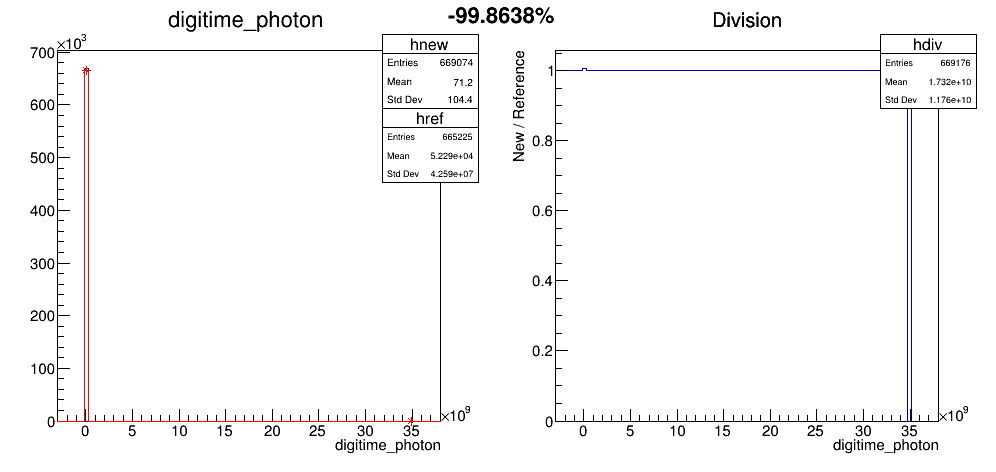 -99.8638%
digitime_photon
×10³
700
600
500
400
300
200
100
0
0 5 10 15 20 25 30 35
×10⁹
digitime_photon
hnew
Entries 669074
Mean 71.2
Std Dev 104.4
href
Entries 665225
Mean 5.229e+04
Std Dev 4.259e+07
Division
New / Reference
1
0.8
0.6
0.4
0.2
0
0 5 10 15 20 25 30 35
×10⁹
digitime_photon
hdiv
Entries 669176
Mean 1.732e+10
Std Dev 1.176e+10